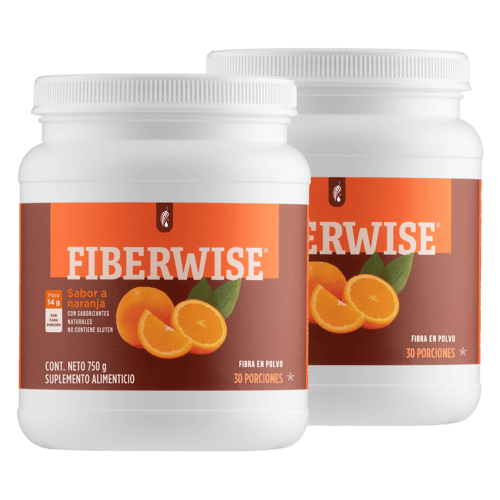 FIBERWISE®
Fibra
14 g
POR
CADA
PORCIÓN
Sabor a
naranja
CON SABORIZANTES
NATURALES
NO CONTIENE GLUTEN
CONT. NETO 750 g
SUPLEMENTO ALIMENTICIO
FIBRA EN POLVO
30 PORCIONES *
ERWISE®
FIBRA EN POLVO
30 PORCIONES *